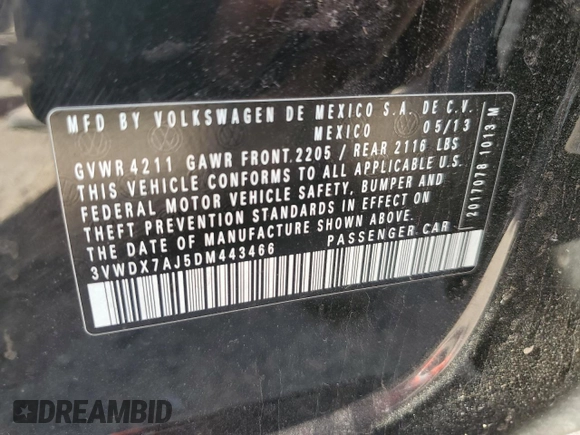 MFD BY VOLKSWAGEN DE MEXICO S.A. DE C.V.
MEXICO 05/13
GVWR 4211 GAWR FRONT.2205 / REAR 2116 LBS
THIS VEHICLE CONFORMS TO ALL APPLICABLE U.S.
FEDERAL MOTOR VEHICLE SAFETY, BUMPER AND
THEFT PREVENTION STANDARDS IN EFFECT ON
THE DATE OF MANUFACTURE SHOWN ABOVE.
3VWDX7AJ5DM443466 PASSENGER CAR
2017078 1013 M
DREAMBID